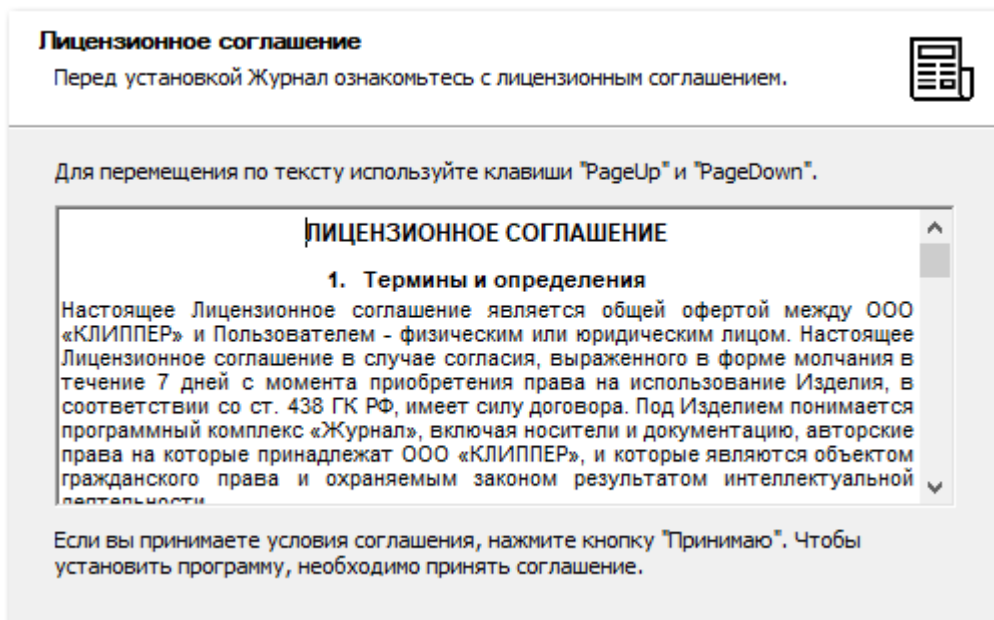 Лицензионное соглашение
Перед установкой Журнал ознакомьтесь с лицензионным соглашением.
Для перемещения по тексту используйте клавиши "PageUp" и "PageDown".
ЛИЦЕНЗИОННОЕ СОГЛАШЕНИЕ
1. Термины и определения
Настоящее Лицензионное соглашение является общей офертой между ООО
«КЛИППЕР» и Пользователем - физическим или юридическим лицом. Настоящее
Лицензионное соглашение в случае согласия, выраженного в форме молчания в
течение 7 дней с момента приобретения права на использование Изделия, в
соответствии со ст. 438 ГК РФ, имеет силу договора. Под Изделием понимается
программный комплекс «Журнал», включая носители и документацию, авторские
права на которые принадлежат ООО «КЛИППЕР», и которые являются объектом
гражданского права и охраняемым законом результатом интеллектуальной
деятельности.
Если вы принимаете условия соглашения, нажмите кнопку "Принимаю". Чтобы
установить программу, необходимо принять соглашение.